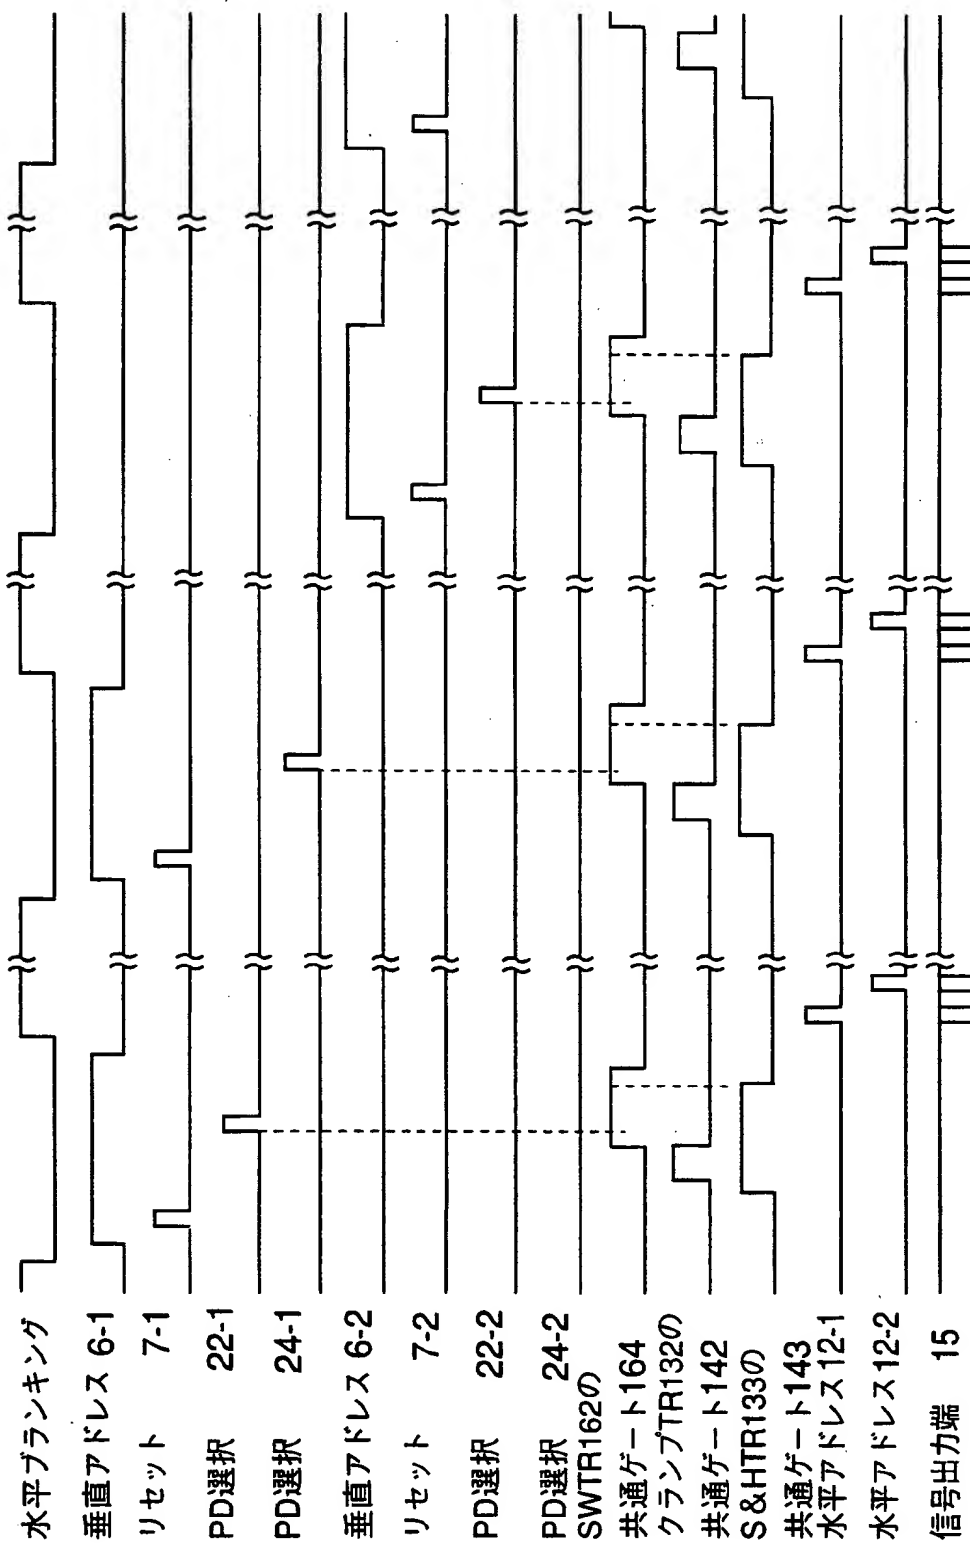 水平ブランキング
垂直アドレス 6-1
リセット 7-1
PD選択 22-1
PD選択 24-1
垂直アドレス 6-2
リセット 7-2
PD選択 22-2
PD選択 24-2
SWTR162の
共通ゲート164
クランプTR132の
共通ゲート142
S&HTR133の
共通ゲート143
水平アドレス12-1
水平アドレス12-2
信号出力端 15